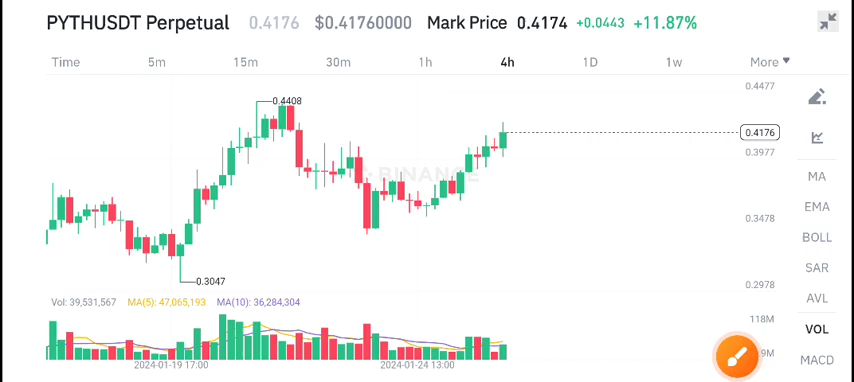 PYTHUSDT Perpetual 0.4176 $0.41760000 Mark Price 0.4174 +0.0443 +11.87%
Time 5m 15m 30m 1h 4h 1D 1w More
0.4477
0.4408
0.4176
0.3977
BINANCE
0.3478
0.3047
0.2978
MA
EMA
BOLL
SAR
AVL
VOL
MACD
Vol: 39,531,567 MA(5): 47,065,193 MA(10): 36,284,304
118M
9M
2024-01-19 17:00 2024-01-24 13:00